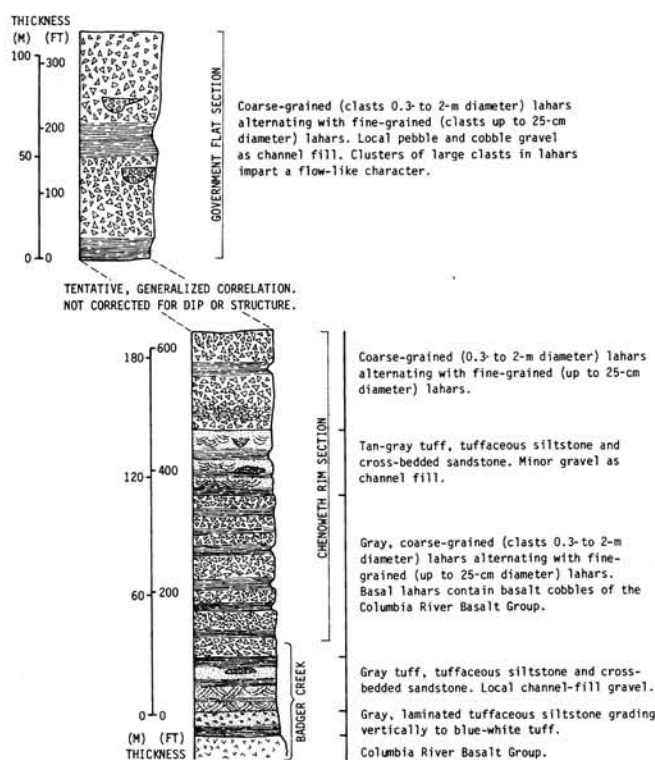 THICKNESS
(M) (FT)
100
300
200
50
100
0
0
GOVERNMENT FLAT SECTION
Coarse-grained (clasts 0.3- to 2-m diameter) lahars
alternating with fine-grained (clasts up to 25-cm
diameter) lahars. Local pebble and cobble gravel
as channel fill. Clusters of large clasts in lahars
impart a flow-like character.
TENTATIVE, GENERALIZED CORRELATION.
NOT CORRECTED FOR DIP OR STRUCTURE.
180
600
120
400
60
200
0
0
(M) (FT)
THICKNESS
CHENOWETH RIM SECTION
BADGER CREEK
Coarse-grained (0.3- to 2-m diameter) lahars
alternating with fine-grained (up to 25-cm
diameter) lahars.
Tan-gray tuff, tuffaceous siltstone and
cross-bedded sandstone. Minor gravel as
channel fill.
Gray, coarse-grained (clasts 0.3- to 2-m
diameter) lahars alternating with fine-
grained (up to 25-cm diameter) lahars.
Basal lahars contain basalt cobbles of the
Columbia River Basalt Group.
Gray tuff, tuffaceous siltstone and cross-
bedded sandstone. Local channel-fill gravel.
Gray, laminated tuffaceous siltstone grading
vertically to blue-white tuff.
Columbia River Basalt Group.